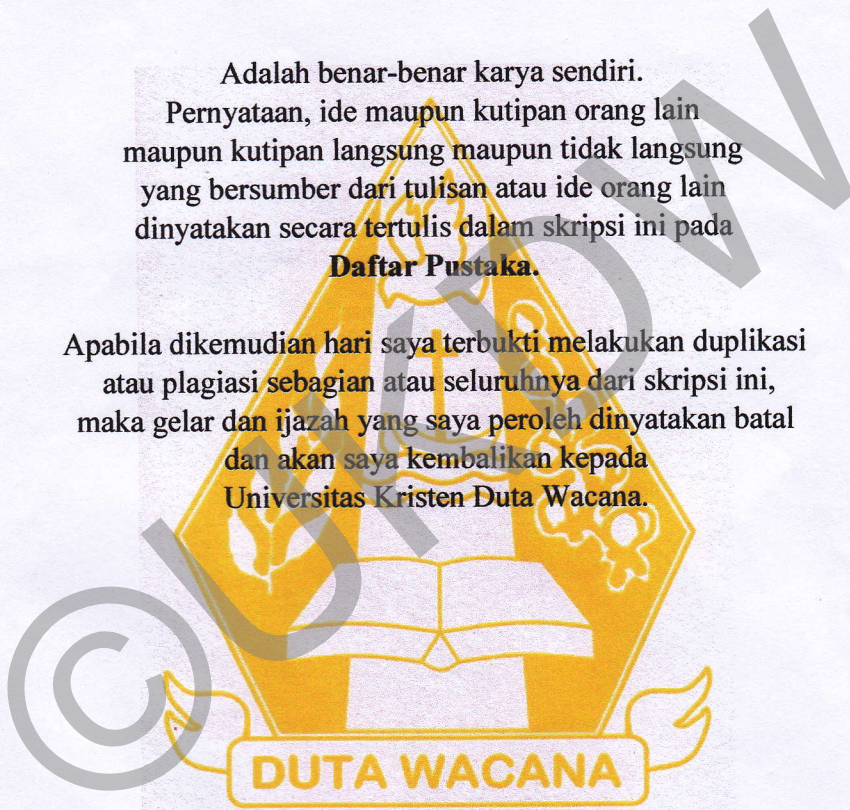 Adalah benar-benar karya sendiri.
Pernyataan, ide maupun kutipan orang lain
maupun kutipan langsung maupun tidak langsung
yang bersumber dari tulisan atau ide orang lain
dinyatakan secara tertulis dalam skripsi ini pada
Daftar Pustaka.
Apabila dikemudian hari saya terbukti melakukan duplikasi
atau plagiasi sebagian atau seluruhnya dari skripsi ini,
maka gelar dan ijazah yang saya peroleh dinyatakan batal
dan akan saya kembalikan kepada
Universitas Kristen Duta Wacana.
©UKDW
DUTA WACANA